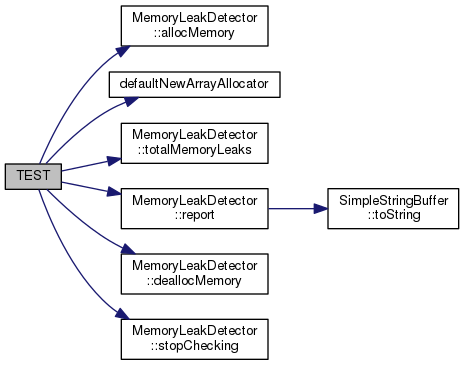 MemoryLeakDetector
::allocMemory
defaultNewArrayAllocator
MemoryLeakDetector
::totalMemoryLeaks
TEST
MemoryLeakDetector
::report
SimpleStringBuffer
::toString
MemoryLeakDetector
::deallocMemory
MemoryLeakDetector
::stopChecking